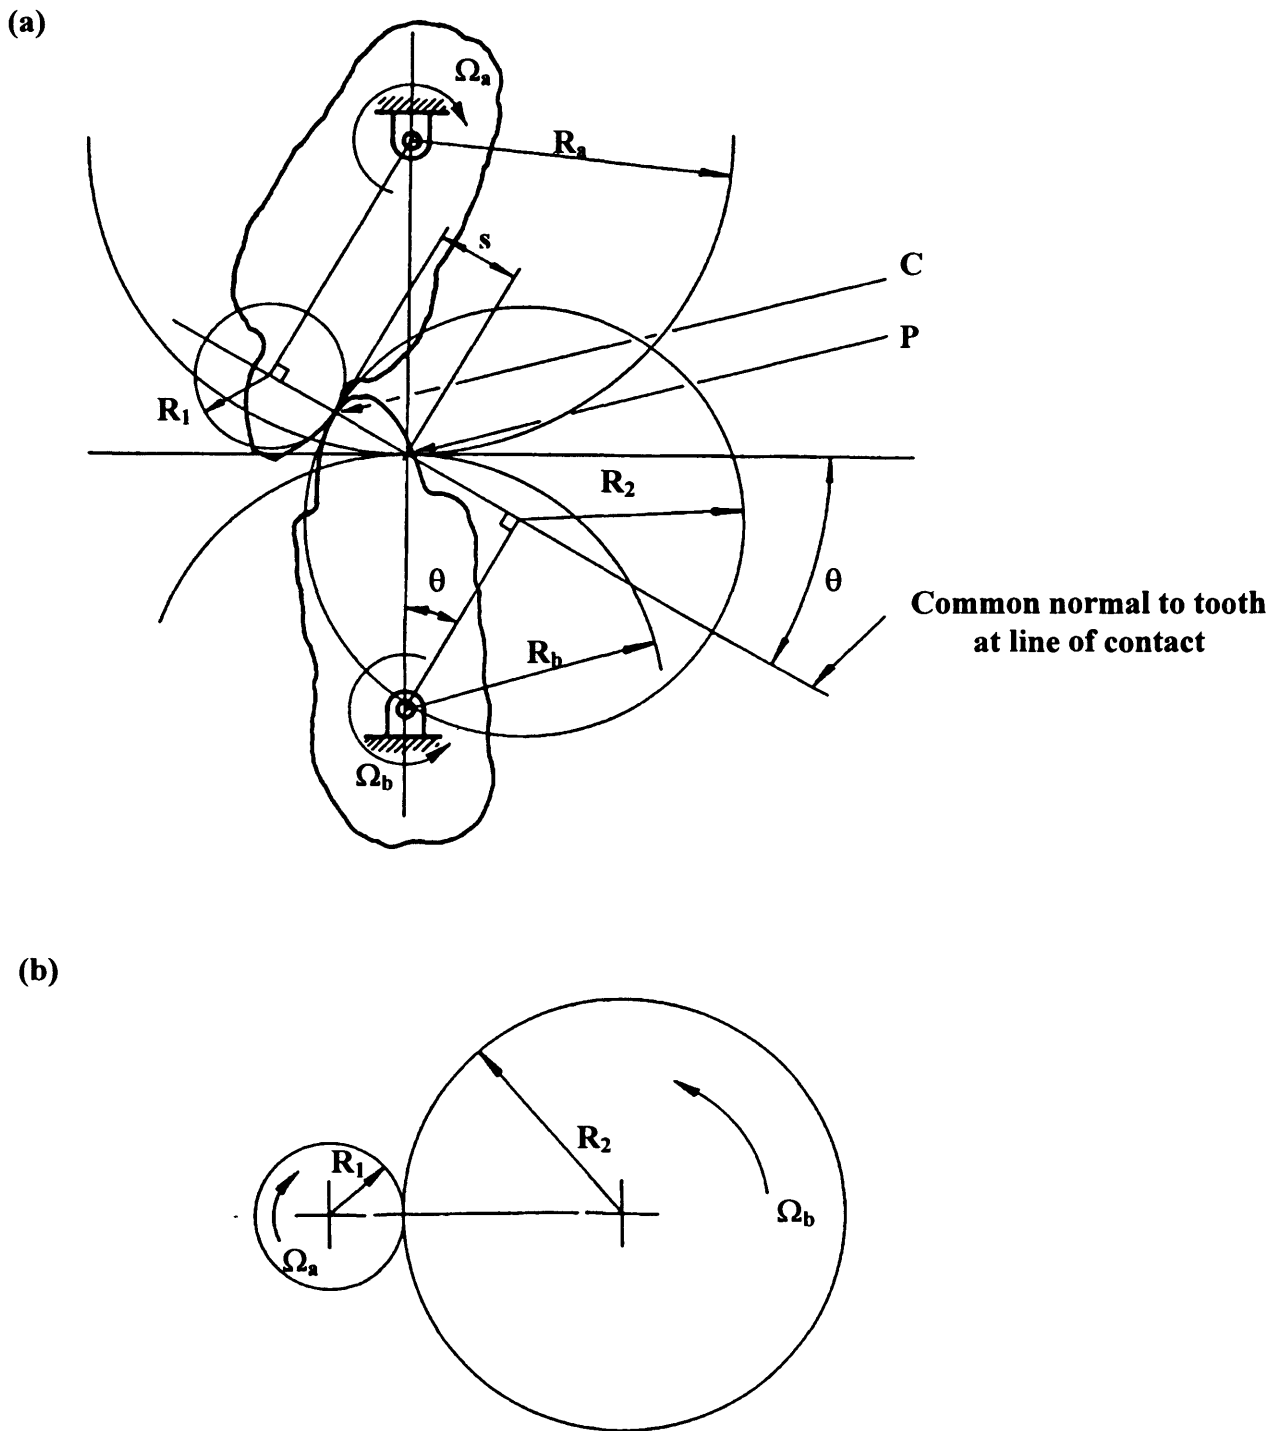 (a)
Ωa
Ra
s
C
P
R1
R2
θ
θ
Common normal to tooth
at line of contact
Rb
Ωb
(b)
R1
R2
Ωa
Ωb